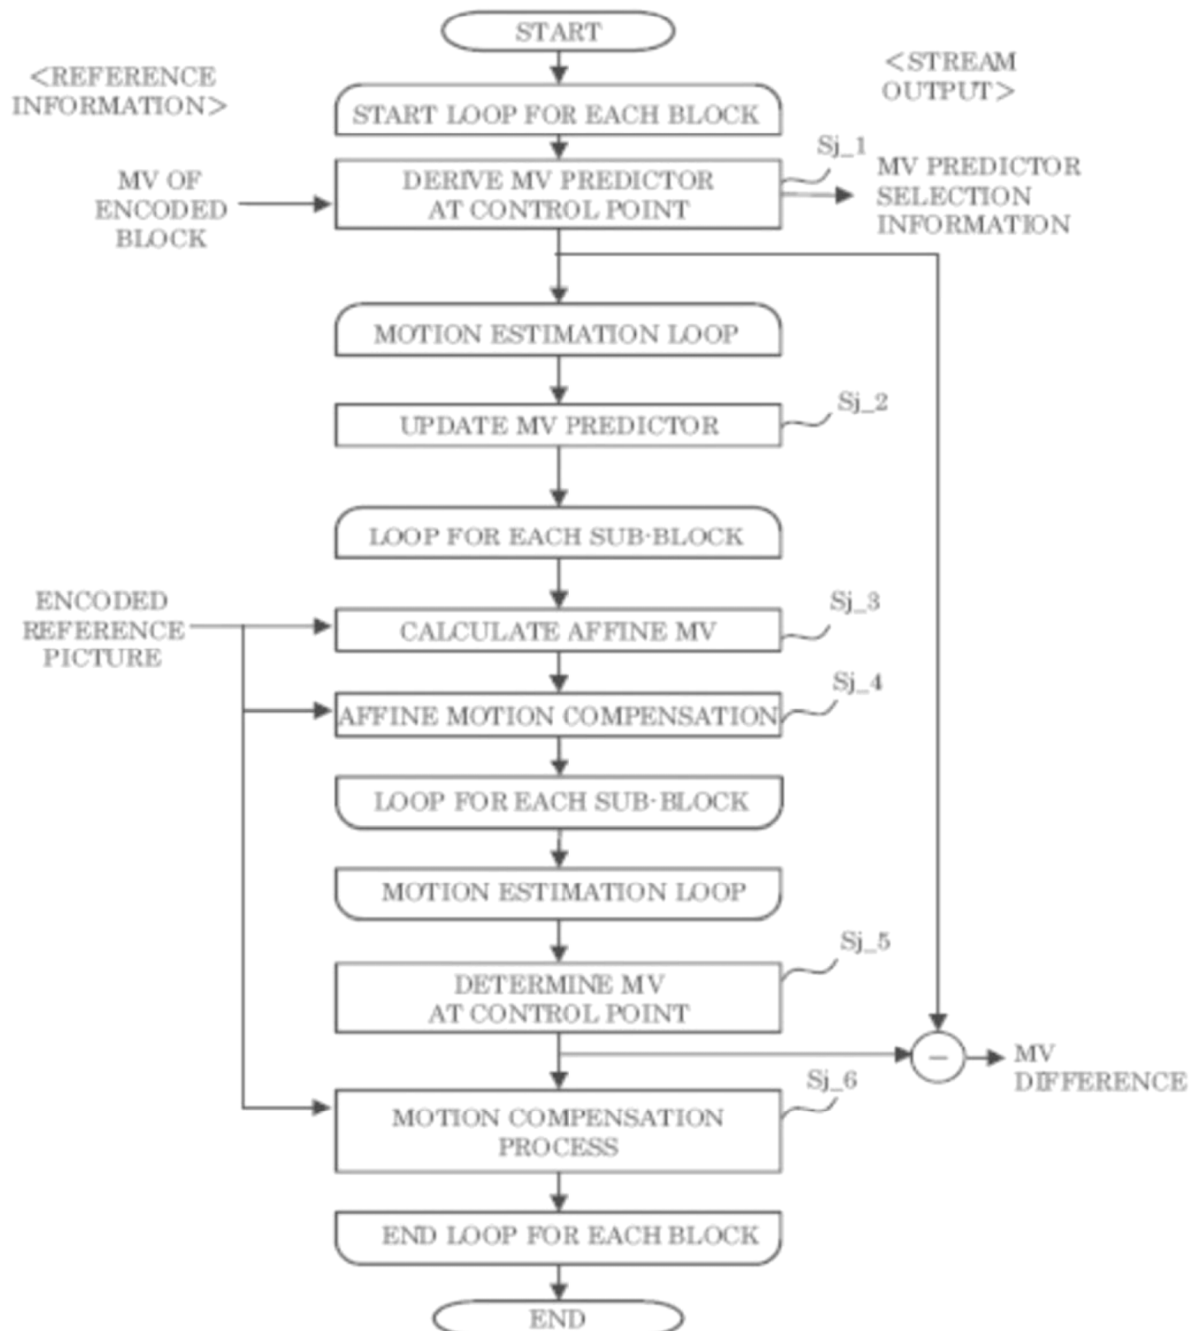 START
<REFERENCE
INFORMATION>
<STREAM
OUTPUT>
START LOOP FOR EACH BLOCK
Sj_1
MV OF
ENCODED
BLOCK
DERIVE MV PREDICTOR
AT CONTROL POINT
MV PREDICTOR
SELECTION
INFORMATION
MOTION ESTIMATION LOOP
Sj_2
UPDATE MV PREDICTOR
LOOP FOR EACH SUB-BLOCK
ENCODED
REFERENCE
PICTURE
Sj_3
CALCULATE AFFINE MV
Sj_4
AFFINE MOTION COMPENSATION
LOOP FOR EACH SUB-BLOCK
MOTION ESTIMATION LOOP
Sj_5
DETERMINE MV
AT CONTROL POINT
−
MV
DIFFERENCE
Sj_6
MOTION COMPENSATION
PROCESS
END LOOP FOR EACH BLOCK
END